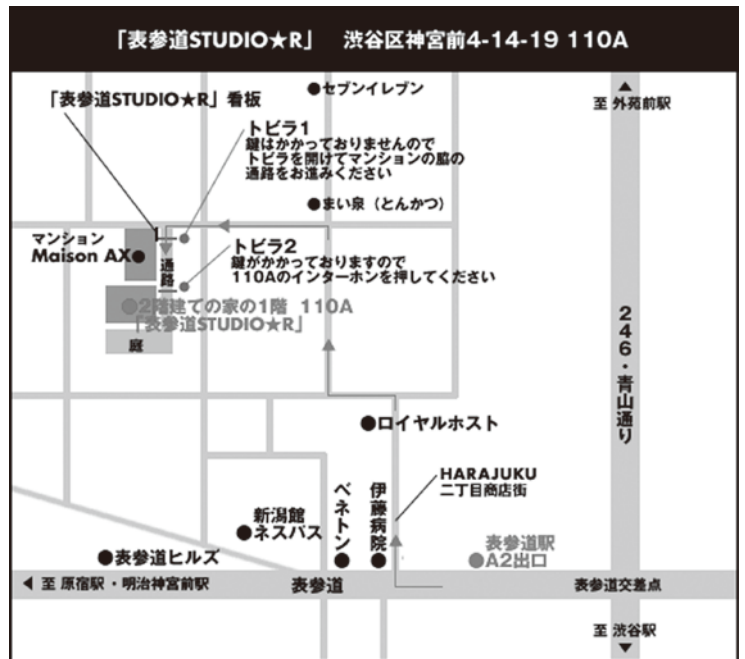 「表参道STUDIO★R」 渋谷区神宮前4-14-19 110A
●セブンイレブン
▲
至 外苑前駅
「表参道STUDIO★R」看板
トビラ1
鍵はかかっておりませんので
トビラを開けてマンションの脇の
通路をお進みください
●まい泉（とんかつ）
マンション
Maison AX●
通路
トビラ2
鍵がかかっておりますので
110Aのインターホンを押してください
●2階建ての家の1階 110A
「表参道STUDIO★R」
庭
246・青山通り
●ロイヤルホスト
HARAJUKU
二丁目商店街
新潟館
●ネスパス
ベネトン●
伊藤病院●
表参道駅
●A2出口
●表参道ヒルズ
◀ 至 原宿駅・明治神宮前駅
表参道
表参道交差点
至 渋谷駅
▼